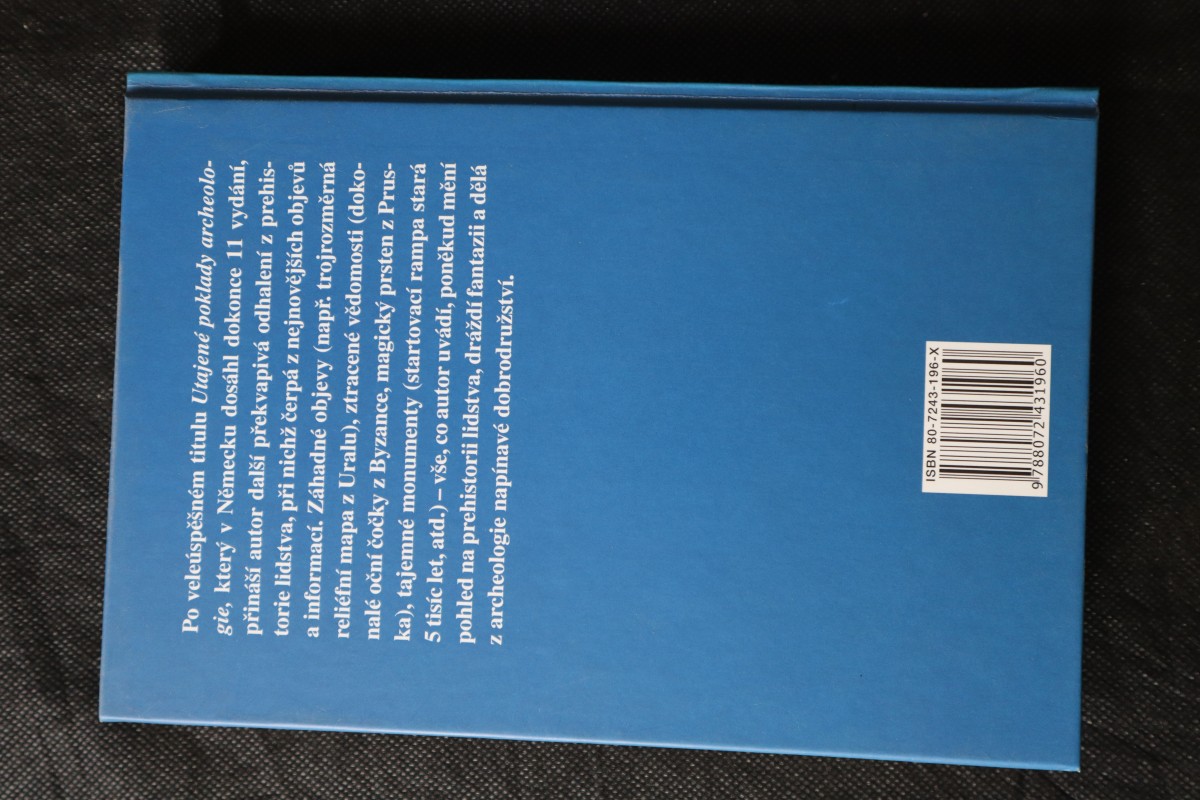 Po veleúspěšném titulu Utajené poklady archeolo-
gie, který v Německu dosáhl dokonce 11 vydání,
přináší autor další překvapivá odhalení z prehis-
torie lidstva, při nichž čerpá z nejnovějších objevů
a informací. Záhadné objevy (např. trojrozměrná
reliéfní mapa z Uralu), ztracené vědomosti (doko-
nalé oční čočky z Byzance, magický prsten z Prus-
ka), tajemné monumenty (startovací rampa stará
5 tisíc let, atd.) – vše, co autor uvádí, poněkud mění
pohled na prehistorii lidstva, dráždí fantazii a dělá
z archeologie napínavé dobrodružství.
ISBN 80-7243-196-X
9788072431960